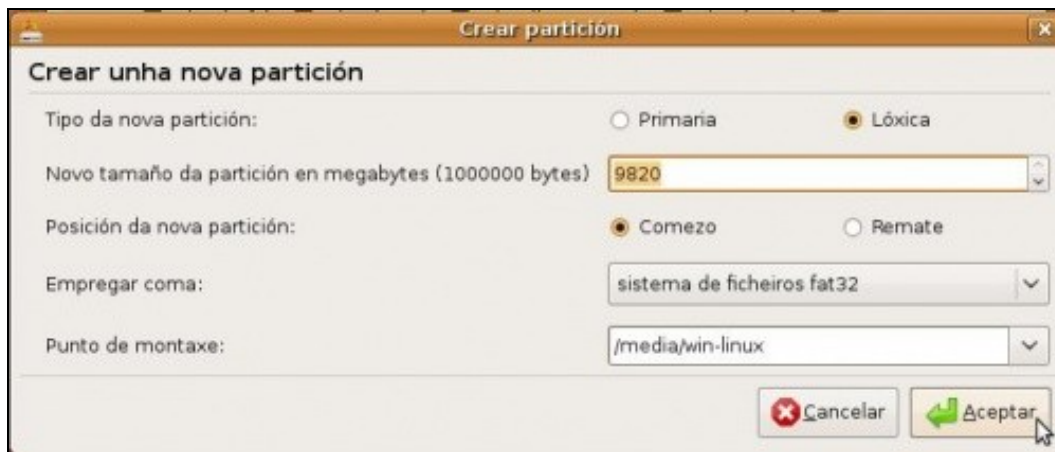 Crear partición
Crear unha nova partición
Tipo da nova partición: Primaria Lóxica
Novo tamaño da partición en megabytes (1000000 bytes) 9820
Posición da nova partición: Comezo Remate
Empregar coma: sistema de ficheiros fat32
Punto de montaxe: /media/win-linux
Cancelar Aceptar